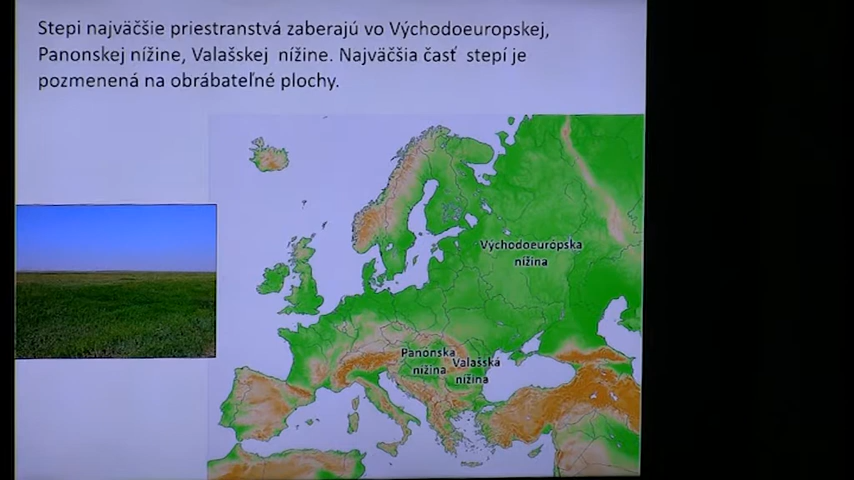 Stepi najväčšie priestranstvá zaberajú vo Východoeuropskej,
Panonskej nížine, Valašskej nížine. Najväčšia časť stepí je
pozmenená na obrábateľné plochy.
Východoeurópska
nížina
Panónska
nížina
Valašská
nížina